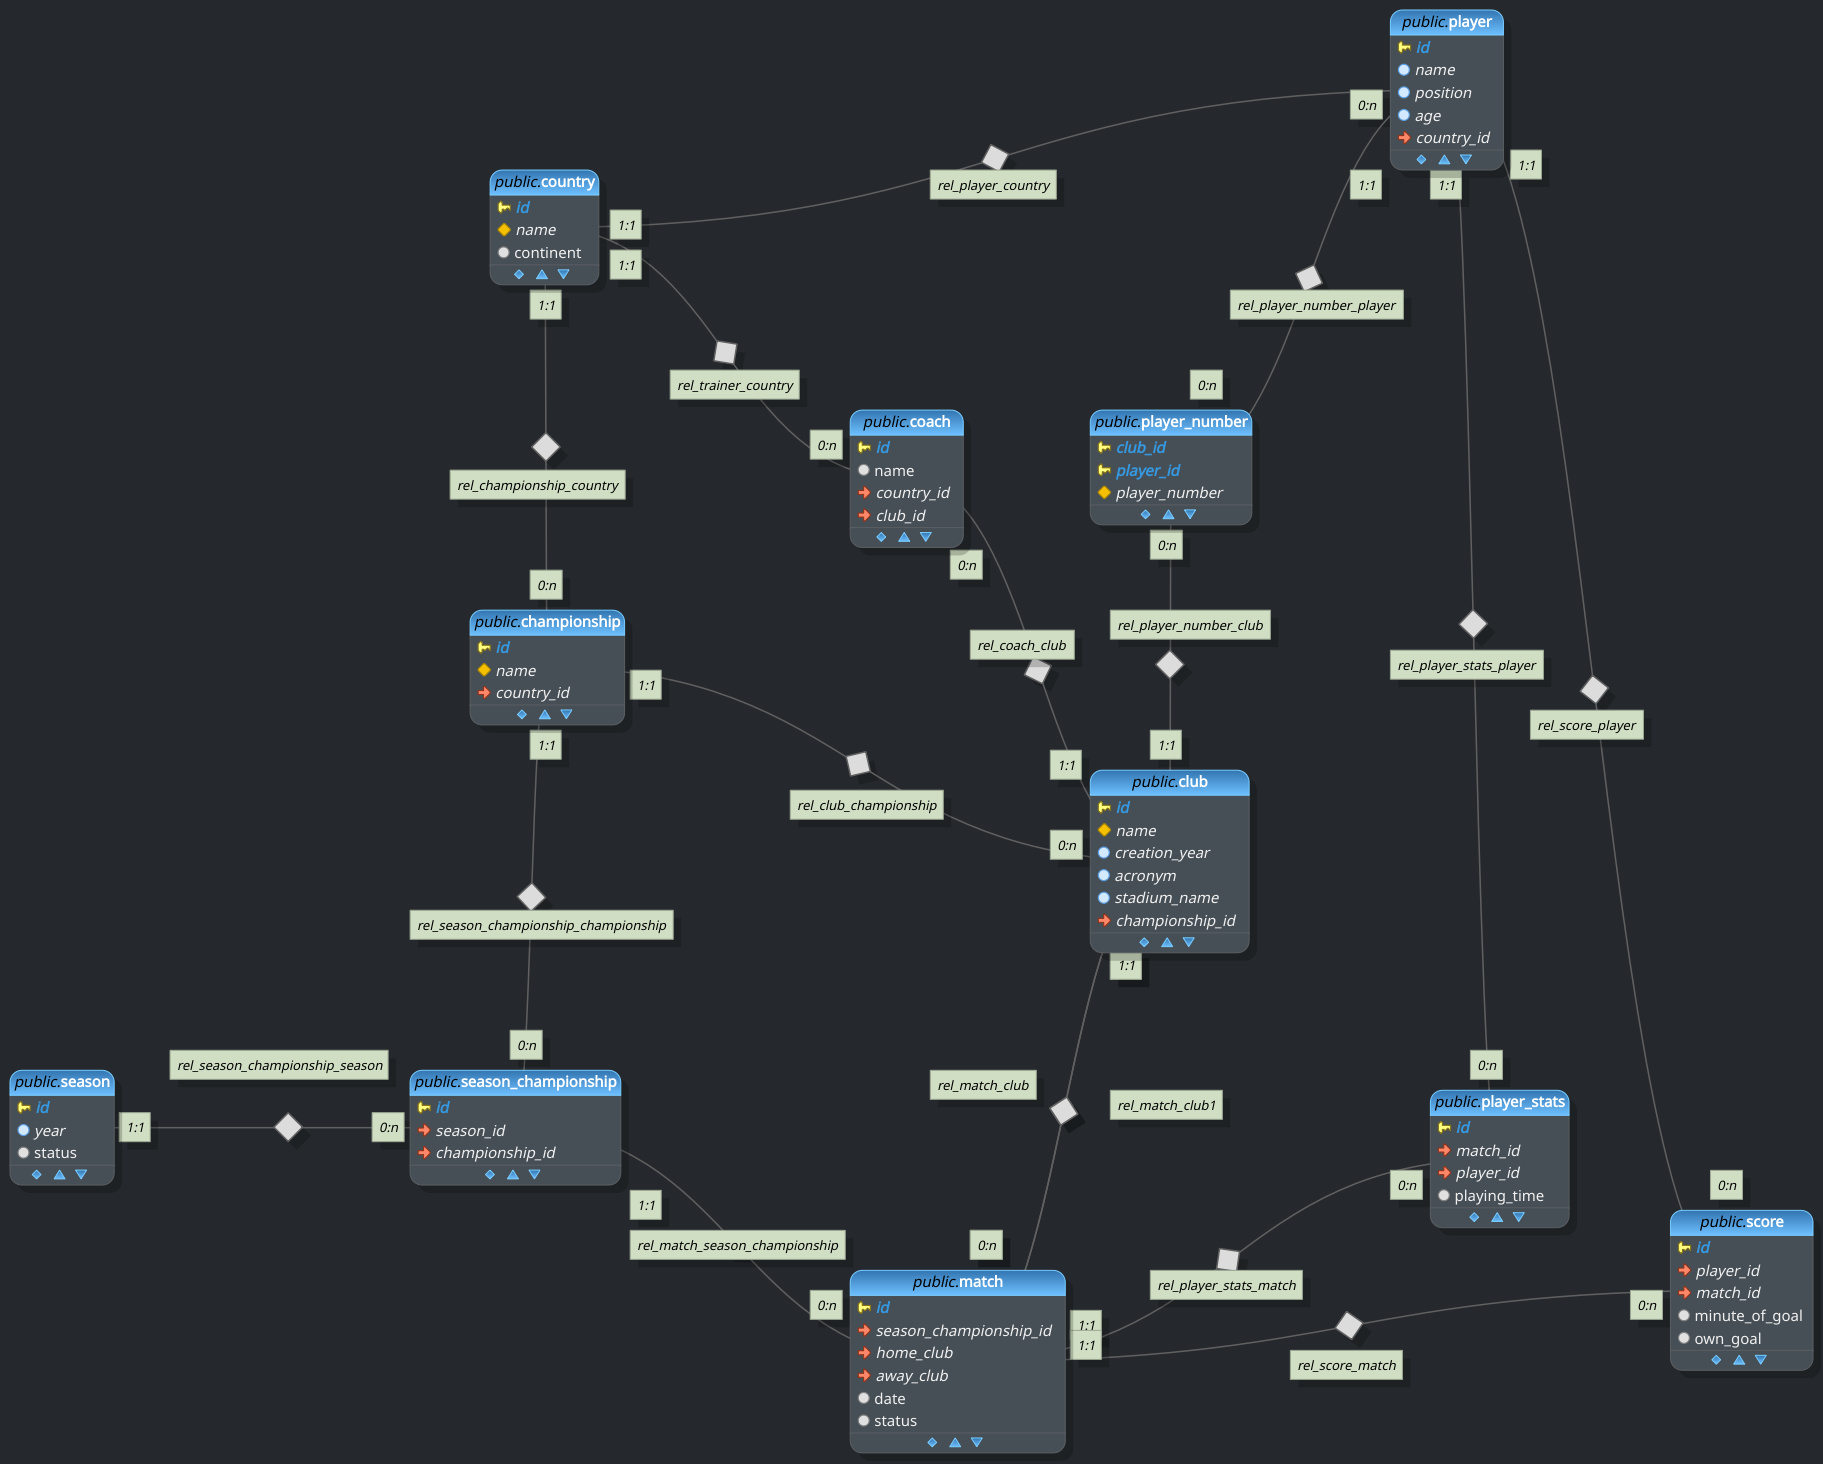 public.player
id
name
position
age
country_id
0:n
1:1
1:1
1:1
rel_player_country
public.country
id
name
continent
1:1
1:1
1:1
rel_player_number_player
rel_trainer_country
0:n
0:n
public.coach
id
name
country_id
club_id
0:n
public.player_number
club_id
player_id
player_number
0:n
rel_championship_country
0:n
public.championship
id
name
country_id
1:1
1:1
rel_coach_club
rel_player_number_club
rel_player_stats_player
rel_score_player
1:1
1:1
rel_club_championship
0:n
public.club
id
name
creation_year
acronym
stadium_name
championship_id
1:1
rel_season_championship_championship
0:n
rel_season_championship_season
public.season
id
year
status
1:1
0:n
public.season_championship
id
season_id
championship_id
1:1
rel_match_club
rel_match_club1
0:n
public.player_stats
id
match_id
player_id
playing_time
0:n
0:n
public.score
id
player_id
match_id
minute_of_goal
own_goal
0:n
rel_match_season_championship
0:n
0:n
public.match
id
season_championship_id
home_club
away_club
date
status
1:1
1:1
rel_player_stats_match
rel_score_match